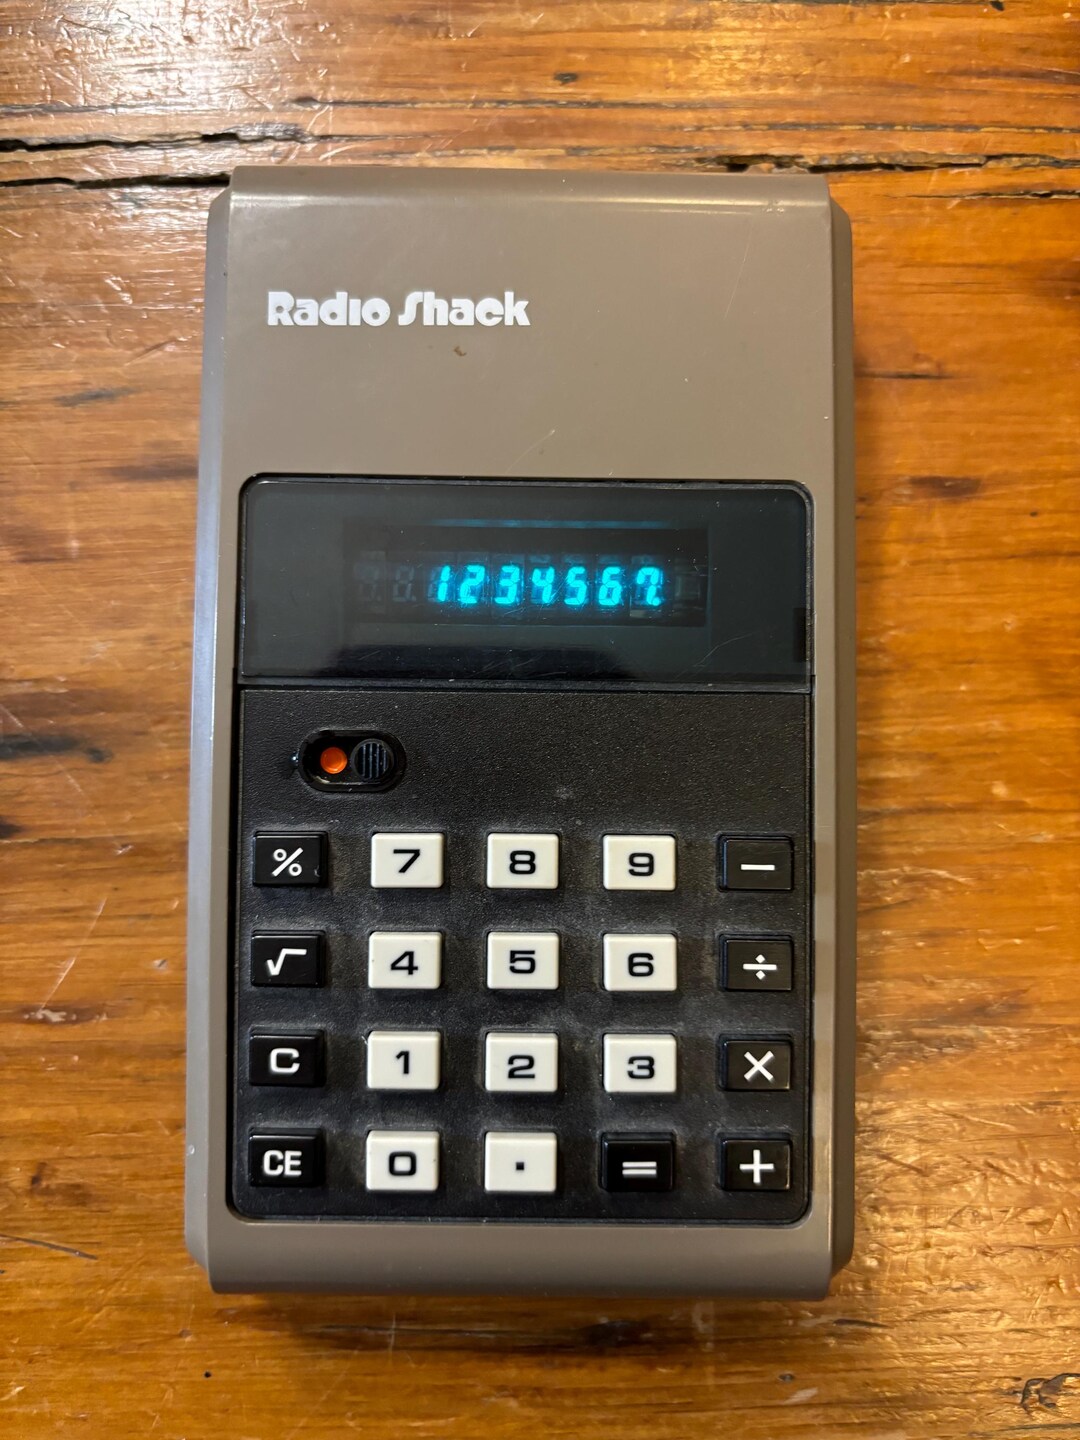 Radio Shack
1234567.
% 7 8 9 −
√ 4 5 6 ÷
C 1 2 3 ×
CE 0 . = +